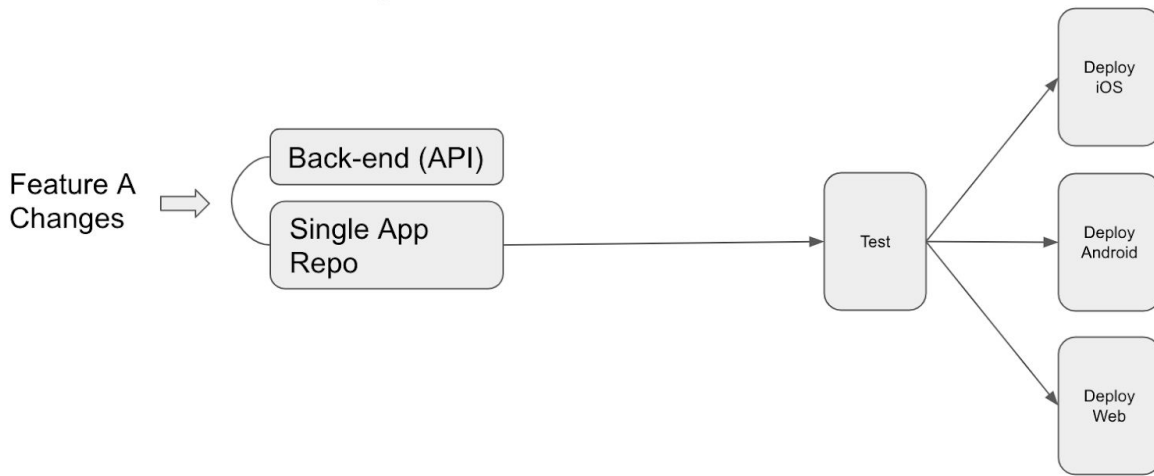 Feature A
Changes
Back-end (API)
Single App
Repo
Test
Deploy
iOS
Deploy
Android
Deploy
Web